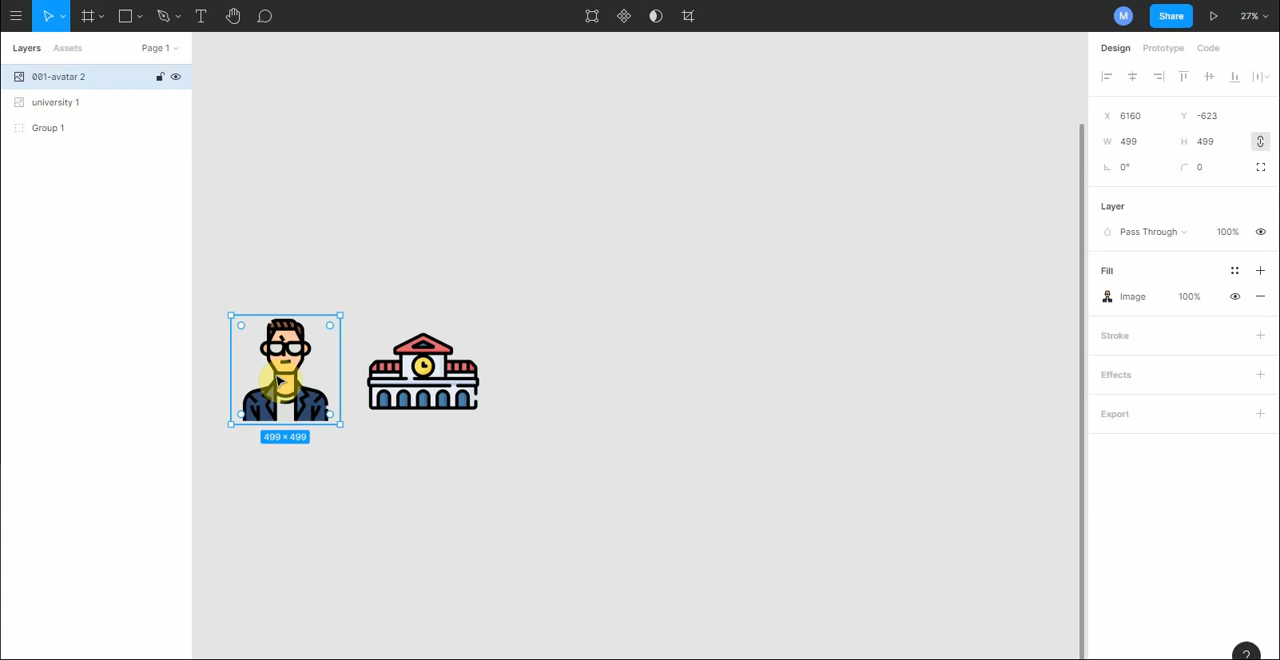 T
M
Share
27%
Layers
Assets
Page 1
Design
Prototype
Code
001-avatar 2
university 1
Group 1
X 6160
Y -623
W 499
H 499
0°
0
Layer
Pass Through
100%
Fill
Image
100%
Stroke
Effects
Export
499 × 499
?